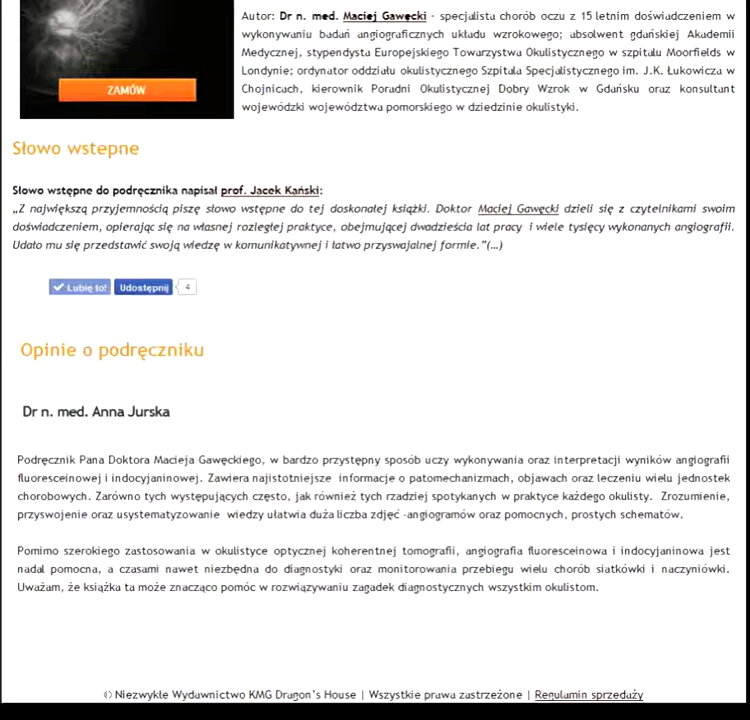 Autor: Dr n. med. Maciej Gawęcki - specjalista chorób oczu z 15 letnim doświadczeniem w
wykonywaniu badań angiograficznych układu wzrokowego; absolwent gdańskiej Akademii
Medycznej, stypendysta Europejskiego Towarzystwa Okulistycznego w szpitalu Moorfields w
Londynie; ordynator oddziału okulistycznego Szpitala Specjalistycznego im. J.K. Łukowicza w
Chojnicach, kierownik Poradni Okulistycznej Dobry Wzrok w Gdańsku oraz konsultant
wojewódzki województwa pomorskiego w dziedzinie okulistyki.
ZAMÓW
Słowo wstepne
Słowo wstępne do podręcznika napisał prof. Jacek Kański:
„Z największą przyjemnością piszę słowo wstępne do tej doskonałej książki. Doktor Maciej Gawęcki dzieli się z czytelnikami swoim
doświadczeniem, opierając się na własnej rozległej praktyce, obejmującej dwadzieścia lat pracy i wiele tysięcy wykonanych angiografii.
Udało mu się przedstawić swoją wiedzę w komunikatywnej i łatwo przyswajalnej formie."(...)
Lubię to! Udostępnij 4
Opinie o podręczniku
Dr n. med. Anna Jurska
Podręcznik Pana Doktora Macieja Gawęckiego, w bardzo przystępny sposób uczy wykonywania oraz interpretacji wyników angiografii
fluoresceinowej i indocyjaninowej. Zawiera najistotniejsze informacje o patomechanizmach, objawach oraz leczeniu wielu jednostek
chorobowych. Zarówno tych występujących często, jak również tych rzadziej spotykanych w praktyce każdego okulisty. Zrozumienie,
przyswojenie oraz usystematyzowanie wiedzy ułatwia duża liczba zdjęć -angiogramów oraz pomocnych, prostych schematów.
Pomimo szerokiego zastosowania w okulistyce optycznej koherentnej tomografii, angiografia fluoresceinowa i indocyjaninowa jest
nadal pomocna, a czasami nawet niezbędna do diagnostyki oraz monitorowania przebiegu wielu chorób siatkówki i naczyniówki.
Uważam, że książka ta może znacząco pomóc w rozwiązywaniu zagadek diagnostycznych wszystkim okulistom.
© Niezwykłe Wydawnictwo KMG Dragon's House | Wszystkie prawa zastrzeżone | Regulamin sprzedaży